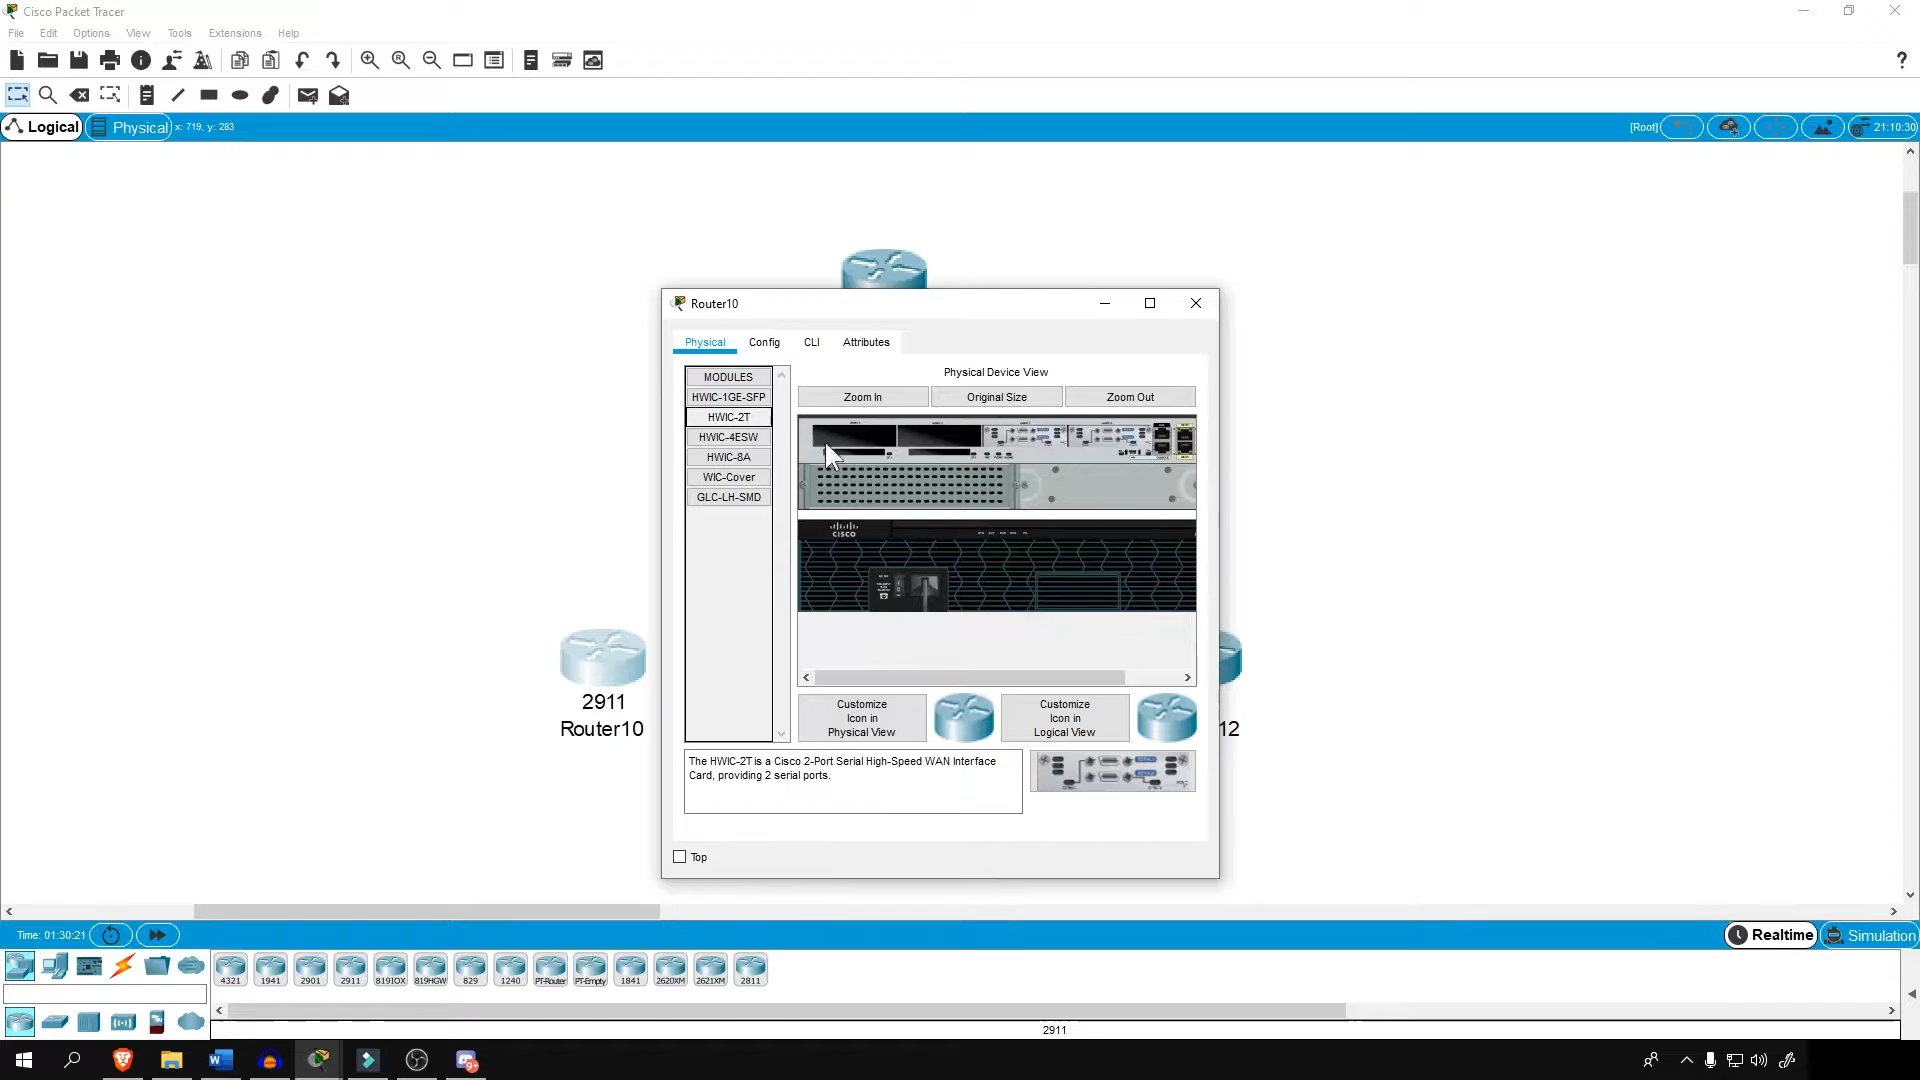 Cisco Packet Tracer
File Edit Options View Tools Extensions Help
Logical Physical x: 719, y: 283 [Root] 21:10:30
Router10
Physical Config CLI Attributes
MODULES
HWIC-1GE-SFP
HWIC-2T
HWIC-4ESW
HWIC-8A
WIC-Cover
GLC-LH-SMD
Physical Device View
Zoom In Original Size Zoom Out
CISCO
Customize
Icon in
Physical View
Customize
Icon in
Logical View
The HWIC-2T is a Cisco 2-Port Serial High-Speed WAN Interface
Card, providing 2 serial ports.
Top
2911
Router10
12
Time: 01:30:21 Realtime Simulation
4321 1941 2901 2911 819IOX 819HGW 829 1240 PT-Router PT-Empty 1841 2620XM 2621XM 2811
2911